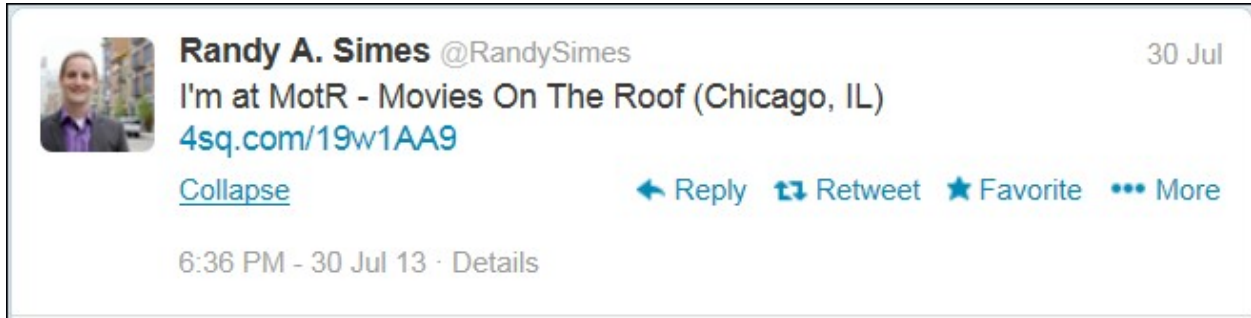 Randy A. Simes @RandySimes 30 Jul
I'm at MotR - Movies On The Roof (Chicago, IL)
4sq.com/19w1AA9
Collapse Reply Retweet Favorite More
6:36 PM - 30 Jul 13 · Details